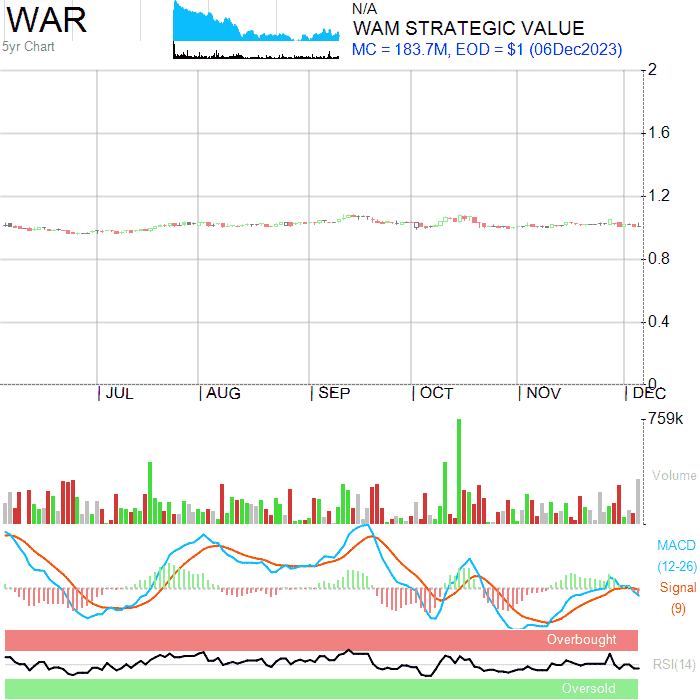 WAR
5yr Chart
N/A
WAM STRATEGIC VALUE
MC = 183.7M, EOD = $1 (06Dec2023)
2
1.6
1.2
0.8
0.4
0
JUL AUG SEP OCT NOV DEC
759k
Volume
MACD
(12-26)
Signal
(9)
Overbought
RSI(14)
Oversold